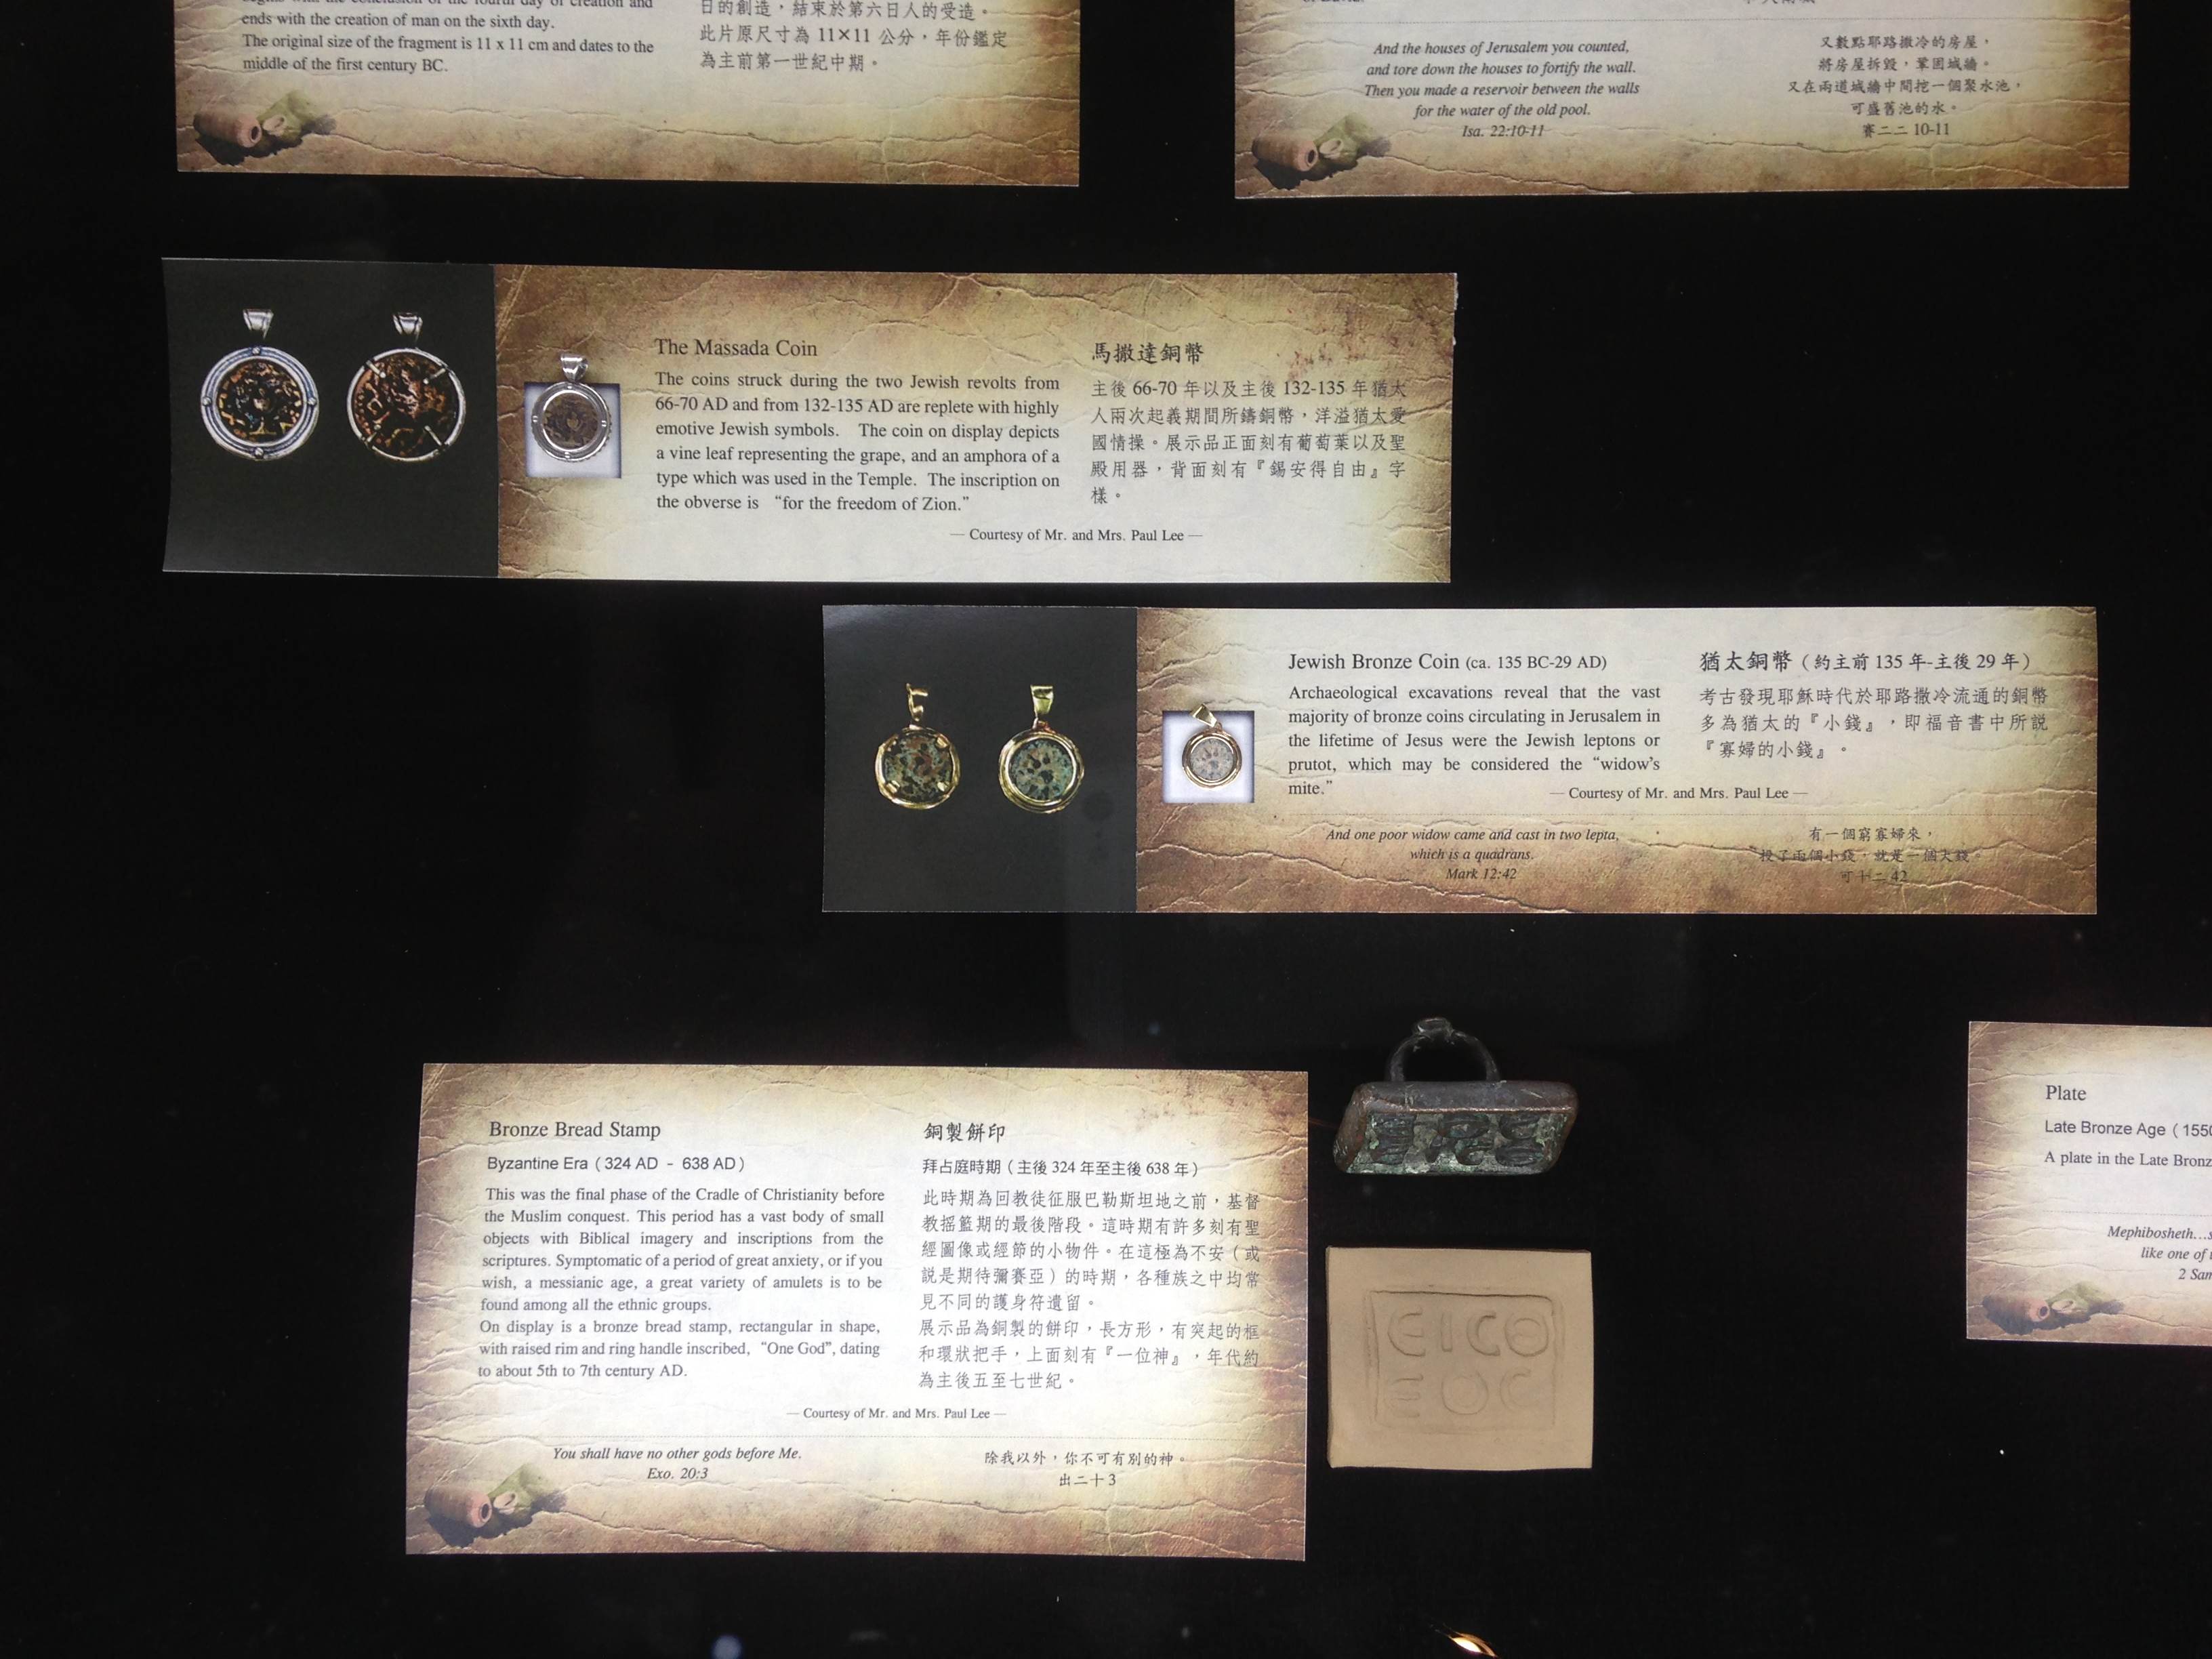 ends with the creation of man on the sixth day.
The original size of the fragment is 11 x 11 cm and dates to the
middle of the first century BC.
日的創造，結束於第六日人的受造。
此片原尺寸為 11×11 公分，年份鑑定
為主前第一世紀中期。
And the houses of Jerusalem you counted,
and tore down the houses to fortify the wall.
Then you made a reservoir between the walls
for the water of the old pool.
Isa. 22:10-11
又數點耶路撒冷的房屋，
將房屋拆毀，鞏固城牆。
又在兩道城牆中間挖一個聚水池，
可盛舊池的水。
賽二二 10-11
The Massada Coin
The coins struck during the two Jewish revolts from
66-70 AD and from 132-135 AD are replete with highly
emotive Jewish symbols. The coin on display depicts
a vine leaf representing the grape, and an amphora of a
type which was used in the Temple. The inscription on
the obverse is “for the freedom of Zion.”
馬撒達銅幣
主後 66-70 年以及主後 132-135 年猶太
人兩次起義期間所鑄銅幣，洋溢猶太愛
國情操。展示品正面刻有葡萄葉以及聖
殿用器，背面刻有『錫安得自由』字
樣。
— Courtesy of Mr. and Mrs. Paul Lee —
Jewish Bronze Coin (ca. 135 BC-29 AD)
Archaeological excavations reveal that the vast
majority of bronze coins circulating in Jerusalem in
the lifetime of Jesus were the Jewish leptons or
prutot, which may be considered the “widow’s
mite.”
猶太銅幣（約主前 135 年-主後 29 年）
考古發現耶穌時代於耶路撒冷流通的銅幣
多為猶太的『小錢』，即福音書中所說
『寡婦的小錢』。
— Courtesy of Mr. and Mrs. Paul Lee —
And one poor widow came and cast in two lepta,
which is a quadrans.
Mark 12:42
有一個窮寡婦來，
投了兩個小錢，就是一個大錢。
可十二 42
Bronze Bread Stamp
Byzantine Era ( 324 AD - 638 AD )
This was the final phase of the Cradle of Christianity before
the Muslim conquest. This period has a vast body of small
objects with Biblical imagery and inscriptions from the
scriptures. Symptomatic of a period of great anxiety, or if you
wish, a messianic age, a great variety of amulets is to be
found among all the ethnic groups.
On display is a bronze bread stamp, rectangular in shape,
with raised rim and ring handle inscribed, “One God”, dating
to about 5th to 7th century AD.
銅製餅印
拜占庭時期（主後 324 年至主後 638 年）
此時期為回教徒征服巴勒斯坦地之前，基督
教摇籃期的最後階段。這時期有許多刻有聖
經圖像或經節的小物件。在這極為不安（或
説是期待彌賽亞）的時期，各種族之中均常
見不同的護身符遺留。
展示品為銅製的餅印，長方形，有突起的框
和環狀把手，上面刻有『一位神』，年代約
為主後五至七世紀。
— Courtesy of Mr. and Mrs. Paul Lee —
You shall have no other gods before Me.
Exo. 20:3
除我以外，你不可有別的神。
出二十 3
ΕΙCΘ
ΕΟC
Plate
Late Bronze Age ( 1550
A plate in the Late Bronz
Mephibosheth…s
like one of
2 Sam